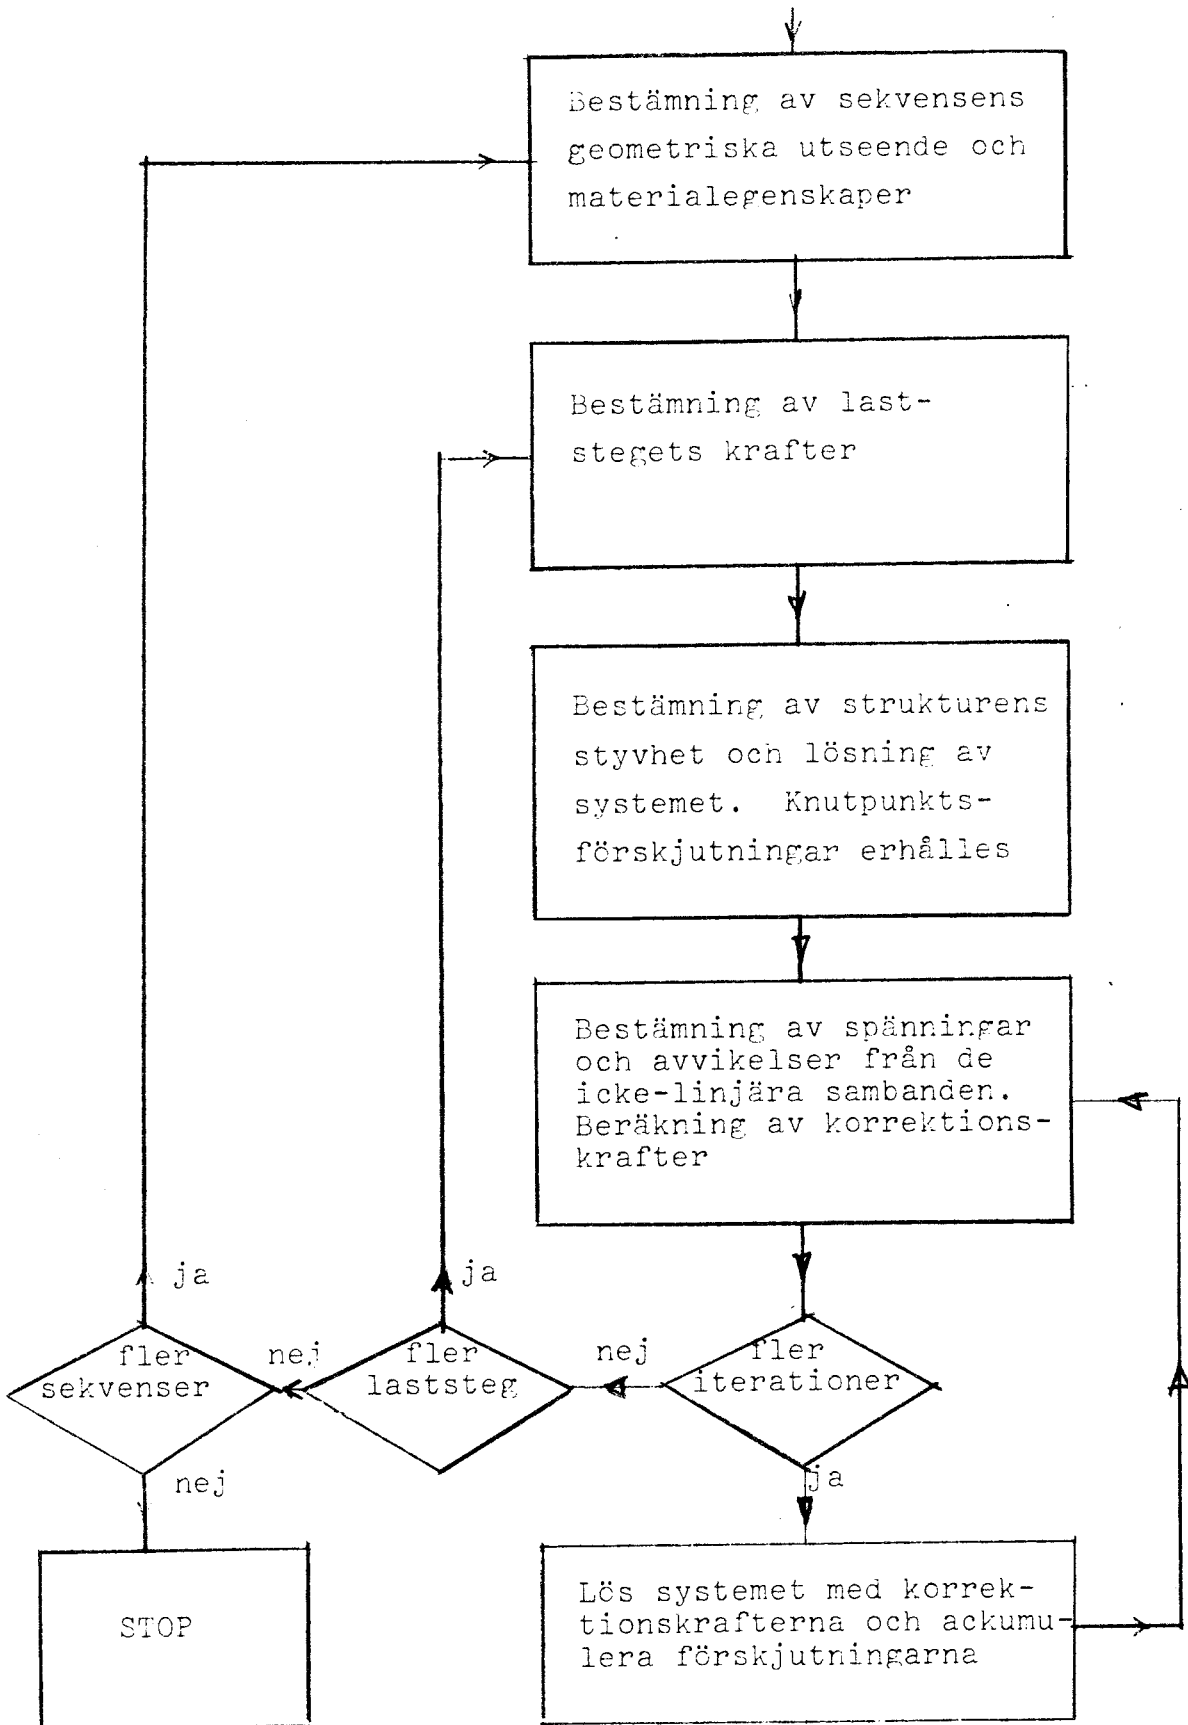 Bestämning av sekvensens
geometriska utseende och
materialegenskaper
Bestämning av last-
stegets krafter
Bestämning av strukturens
styvhet och lösning av
systemet. Knutpunkts-
förskjutningar erhålles
Bestämning av spänningar
och avvikelser från de
icke-linjära sambanden.
Beräkning av korrektions-
krafter
ja
ja
fler
sekvenser
nej
fler
laststeg
nej
fler
iterationer
nej
ja
STOP
Lös systemet med korrek-
tionskrafterna och ackumu-
lera förskjutningarna